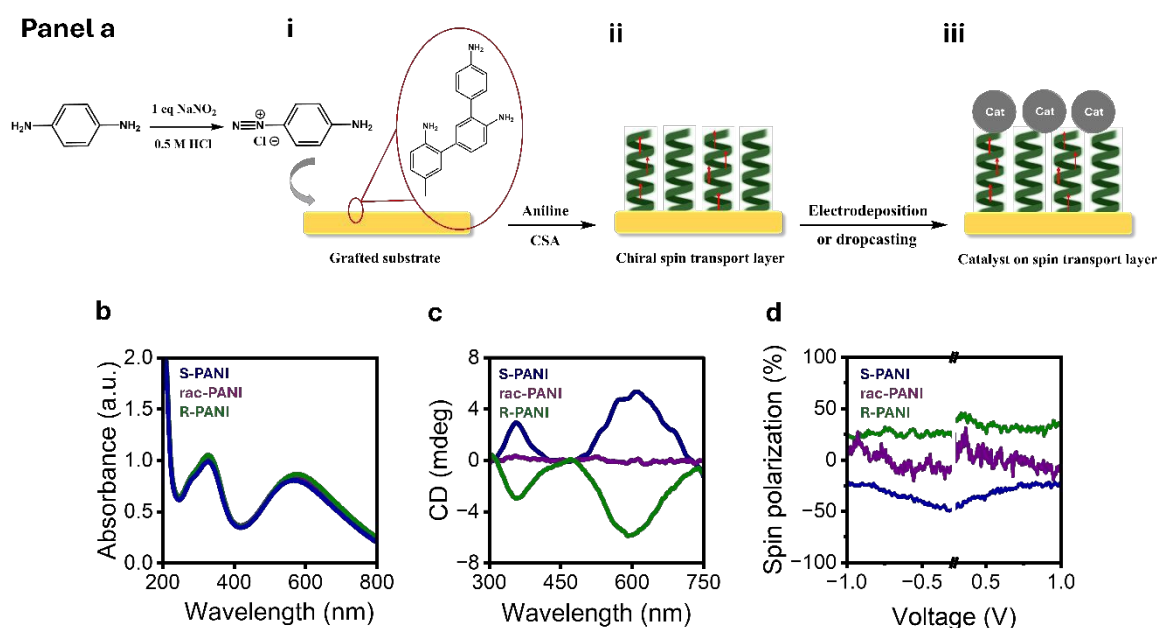 Panel a
i
ii
iii
H₂N
NH₂
1 eq NaNO₂
0.5 M HCl
N≡N⊕
Cl⊖
NH₂
NH₂
NH₂
NH₂
Grafted substrate
Aniline
CSA
Chiral spin transport layer
Electrodeposition
or dropcasting
Cat
Cat
Cat
Catalyst on spin transport layer
b
Absorbance (a.u.)
2.0
1.5
1.0
0.5
0.0
S-PANI
rac-PANI
R-PANI
200
400
600
800
Wavelength (nm)
c
CD (mdeg)
8
4
0
−4
−8
S-PANI
rac-PANI
R-PANI
300
450
600
750
Wavelength (nm)
d
Spin polarization (%)
100
50
0
−50
−100
S-PANI
rac-PANI
R-PANI
−1.0
−0.5
0.5
1.0
Voltage (V)